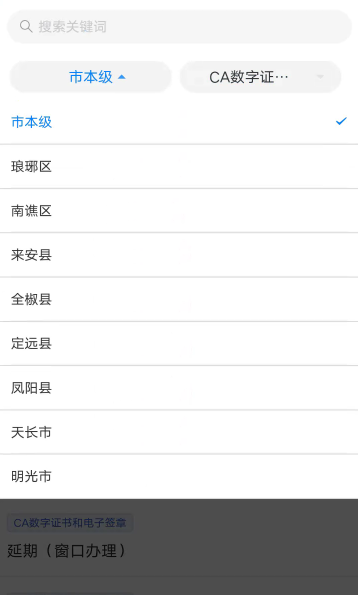 搜索关键词
市本级
CA数字证…
市本级
琅琊区
南谯区
来安县
全椒县
定远县
凤阳县
天长市
明光市
CA数字证书和电子签章
延期（窗口办理）